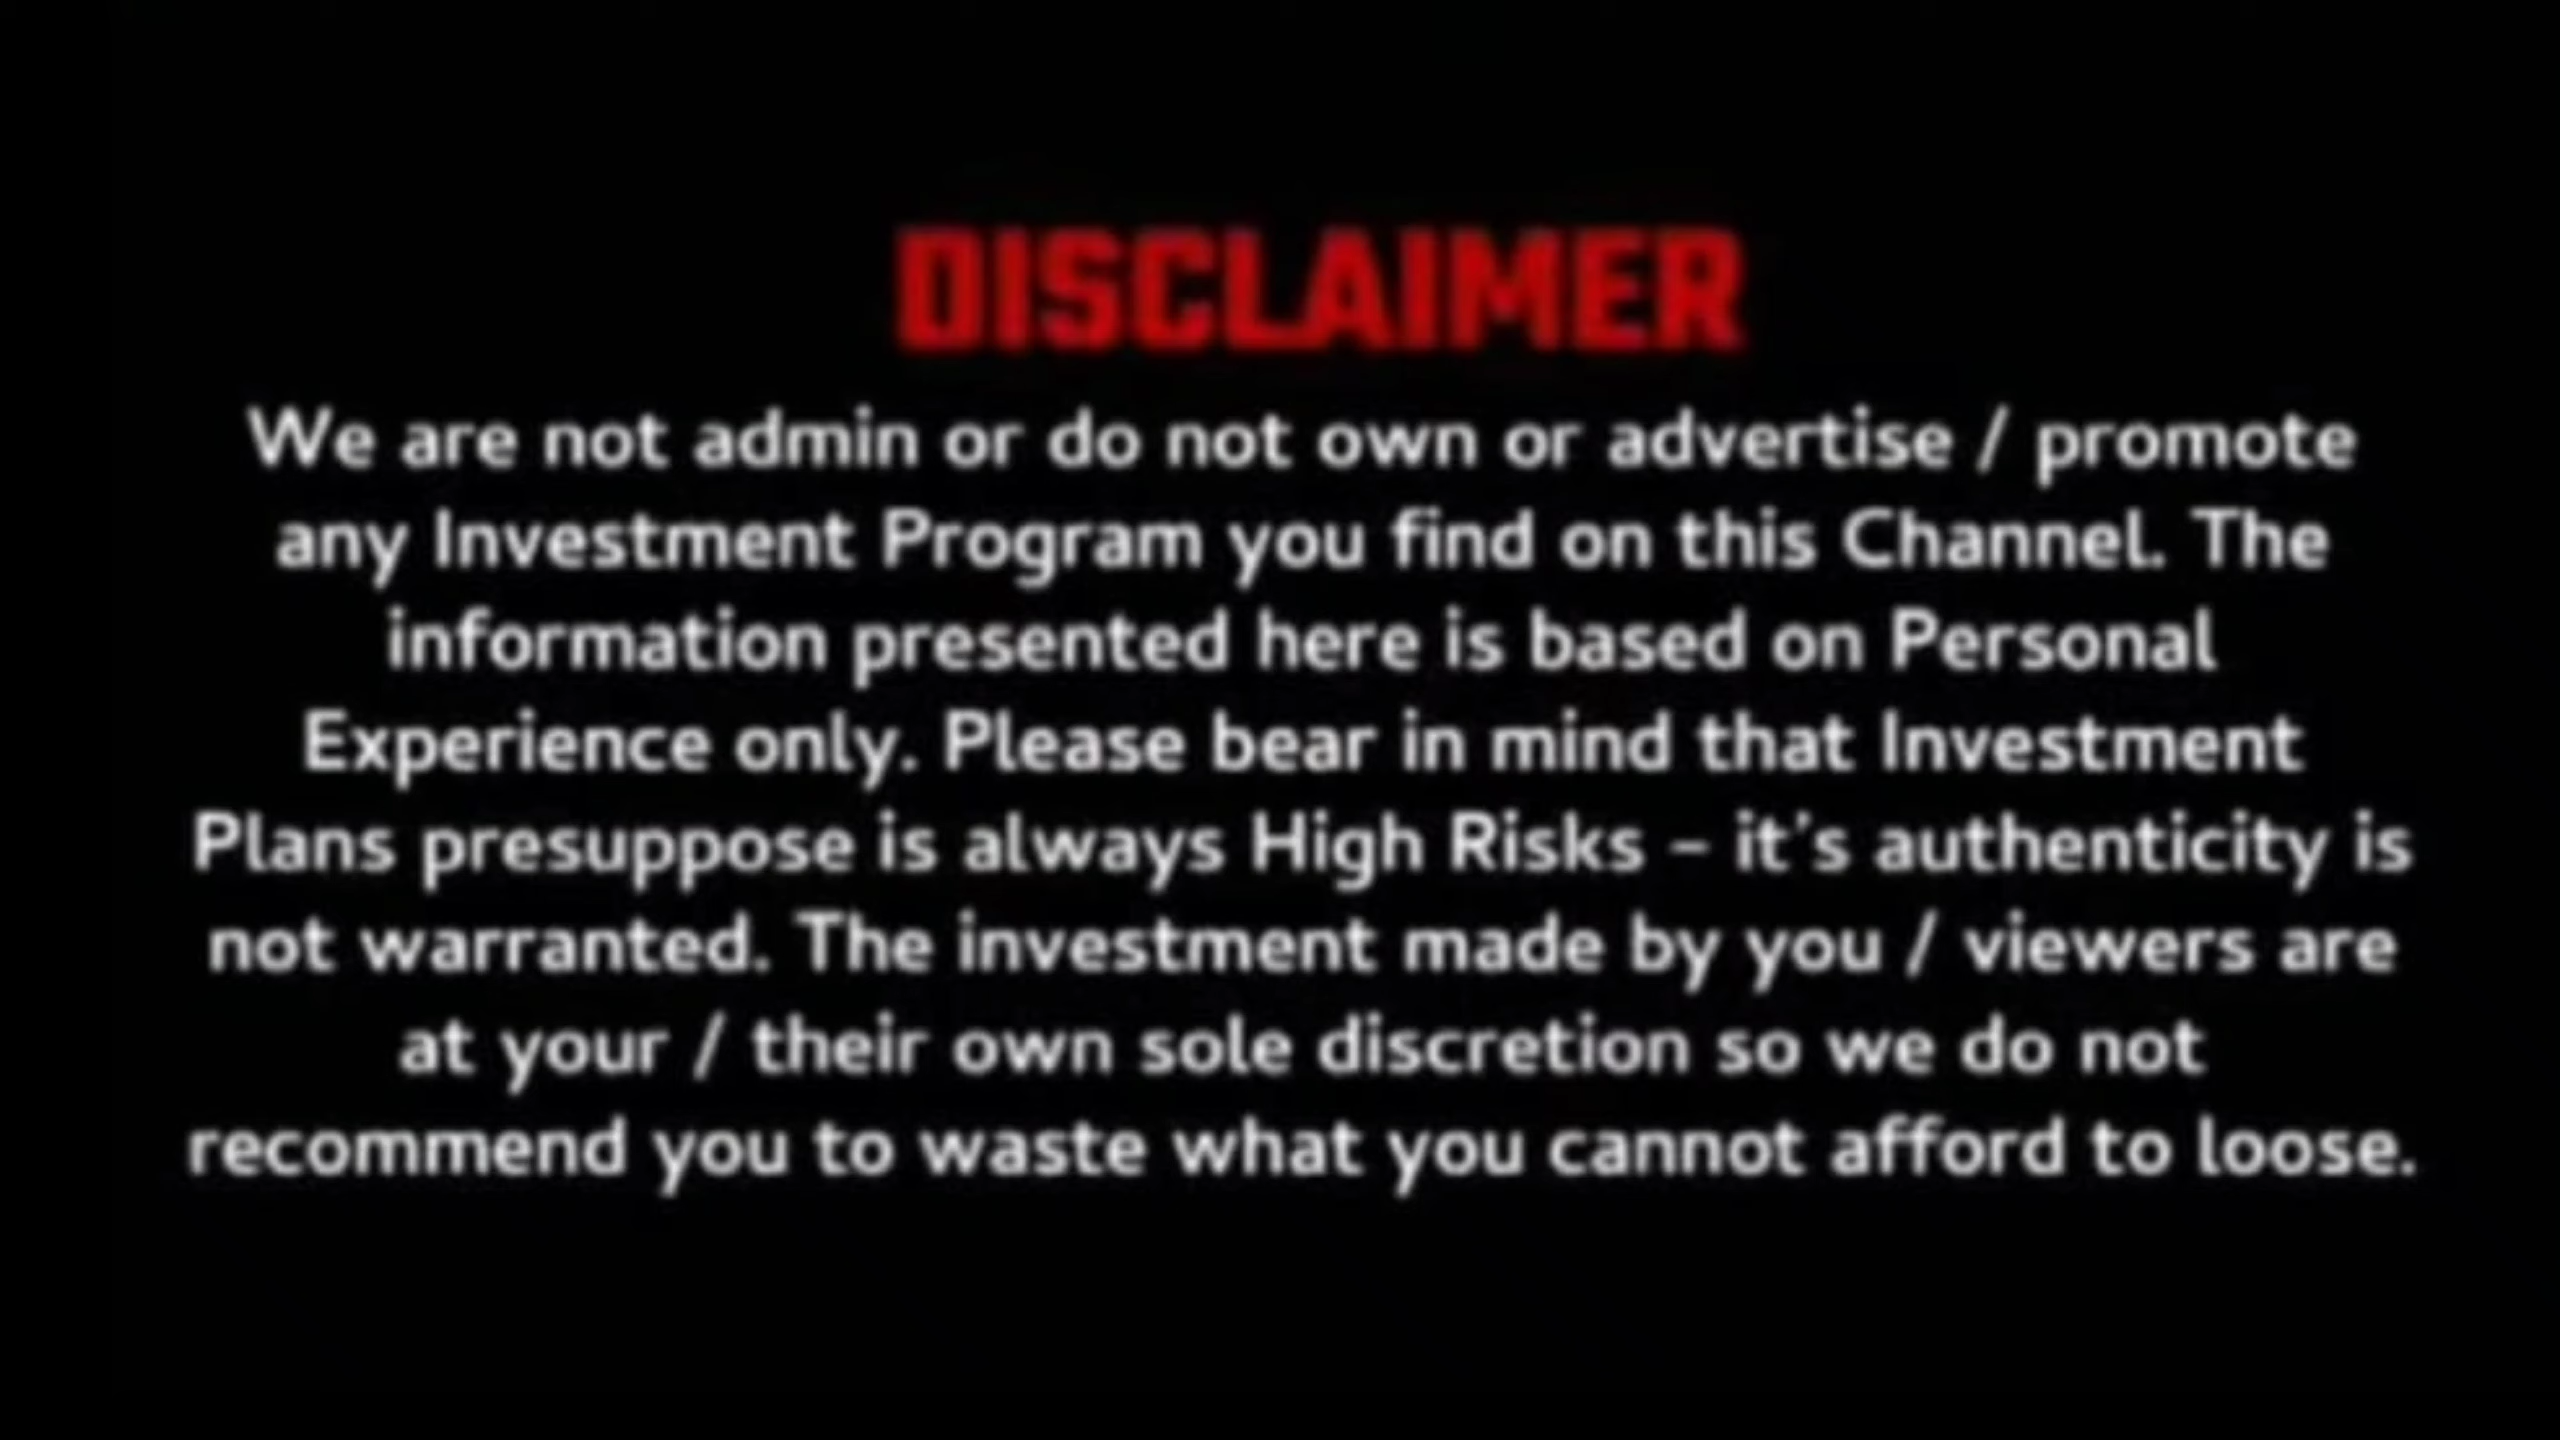 DISCLAIMER
We are not admin or do not own or advertise / promote
any Investment Program you find on this Channel. The
information presented here is based on Personal
Experience only. Please bear in mind that Investment
Plans presuppose is always High Risks – it's authenticity is
not warranted. The investment made by you / viewers are
at your / their own sole discretion so we do not
recommend you to waste what you cannot afford to loose.